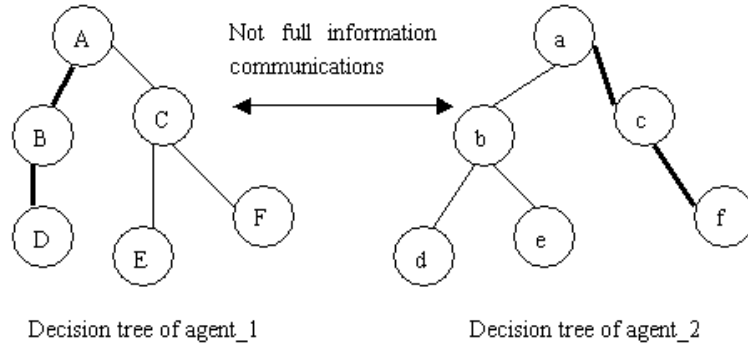 A
Not full information
communications
a
B
C
b
c
D
E
F
d
e
f
Decision tree of agent_1
Decision tree of agent_2